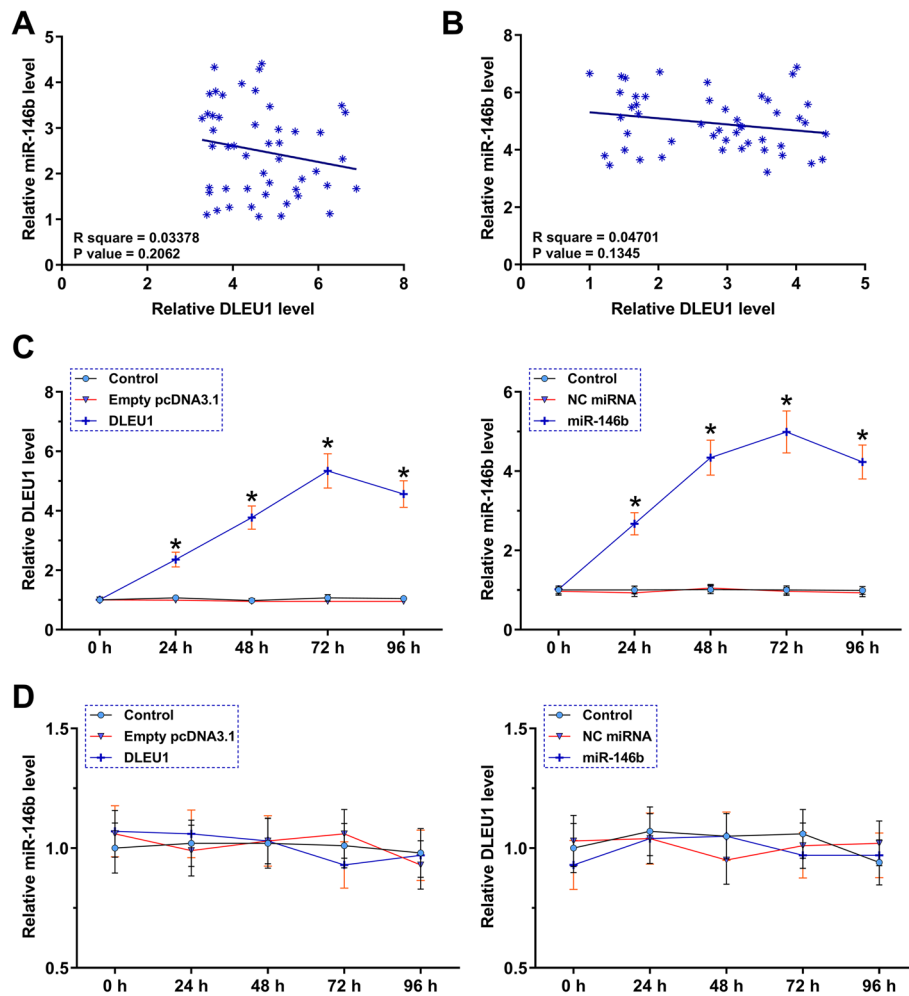 A
Relative miR-146b level
5
4
3
2
1
0
R square = 0.03378
P value = 0.2062
0 2 4 6 8
Relative DLEU1 level
B
Relative miR-146b level
8
6
4
2
0
R square = 0.04701
P value = 0.1345
0 1 2 3 4 5
Relative DLEU1 level
C
Control
Empty pcDNA3.1
DLEU1
Relative DLEU1 level
8
6
4
2
0
* * * *
0 h 24 h 48 h 72 h 96 h
Control
NC miRNA
miR-146b
Relative miR-146b level
6
4
2
0
* * * *
0 h 24 h 48 h 72 h 96 h
D
Control
Empty pcDNA3.1
DLEU1
Relative miR-146b level
1.5
1.0
0.5
0 h 24 h 48 h 72 h 96 h
Control
NC miRNA
miR-146b
Relative DLEU1 level
1.5
1.0
0.5
0 h 24 h 48 h 72 h 96 h